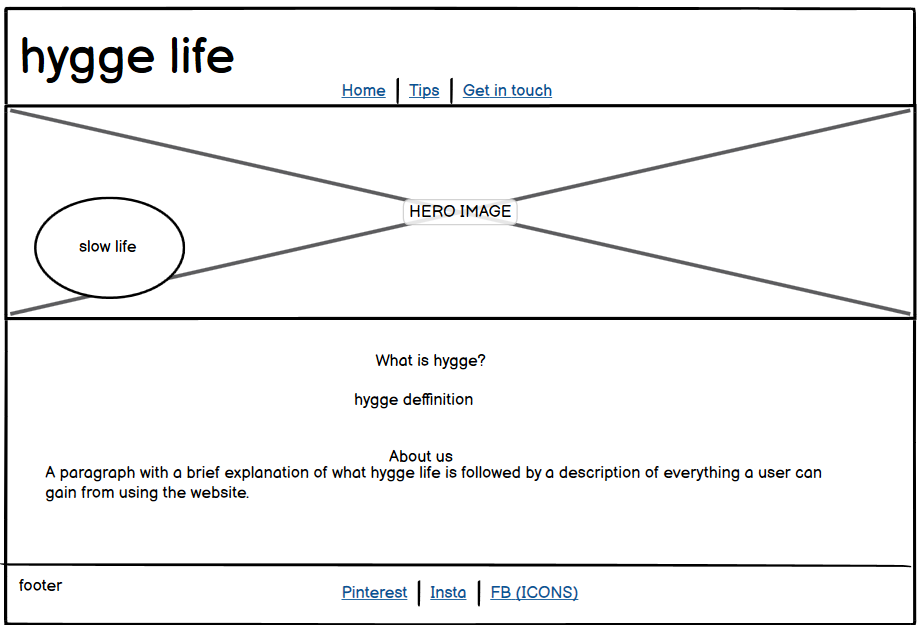 hygge life
Home | Tips | Get in touch
HERO IMAGE
slow life
What is hygge?
hygge deffinition
About us
A paragraph with a brief explanation of what hygge life is followed by a description of everything a user can
gain from using the website.
footer
Pinterest | Insta | FB (ICONS)